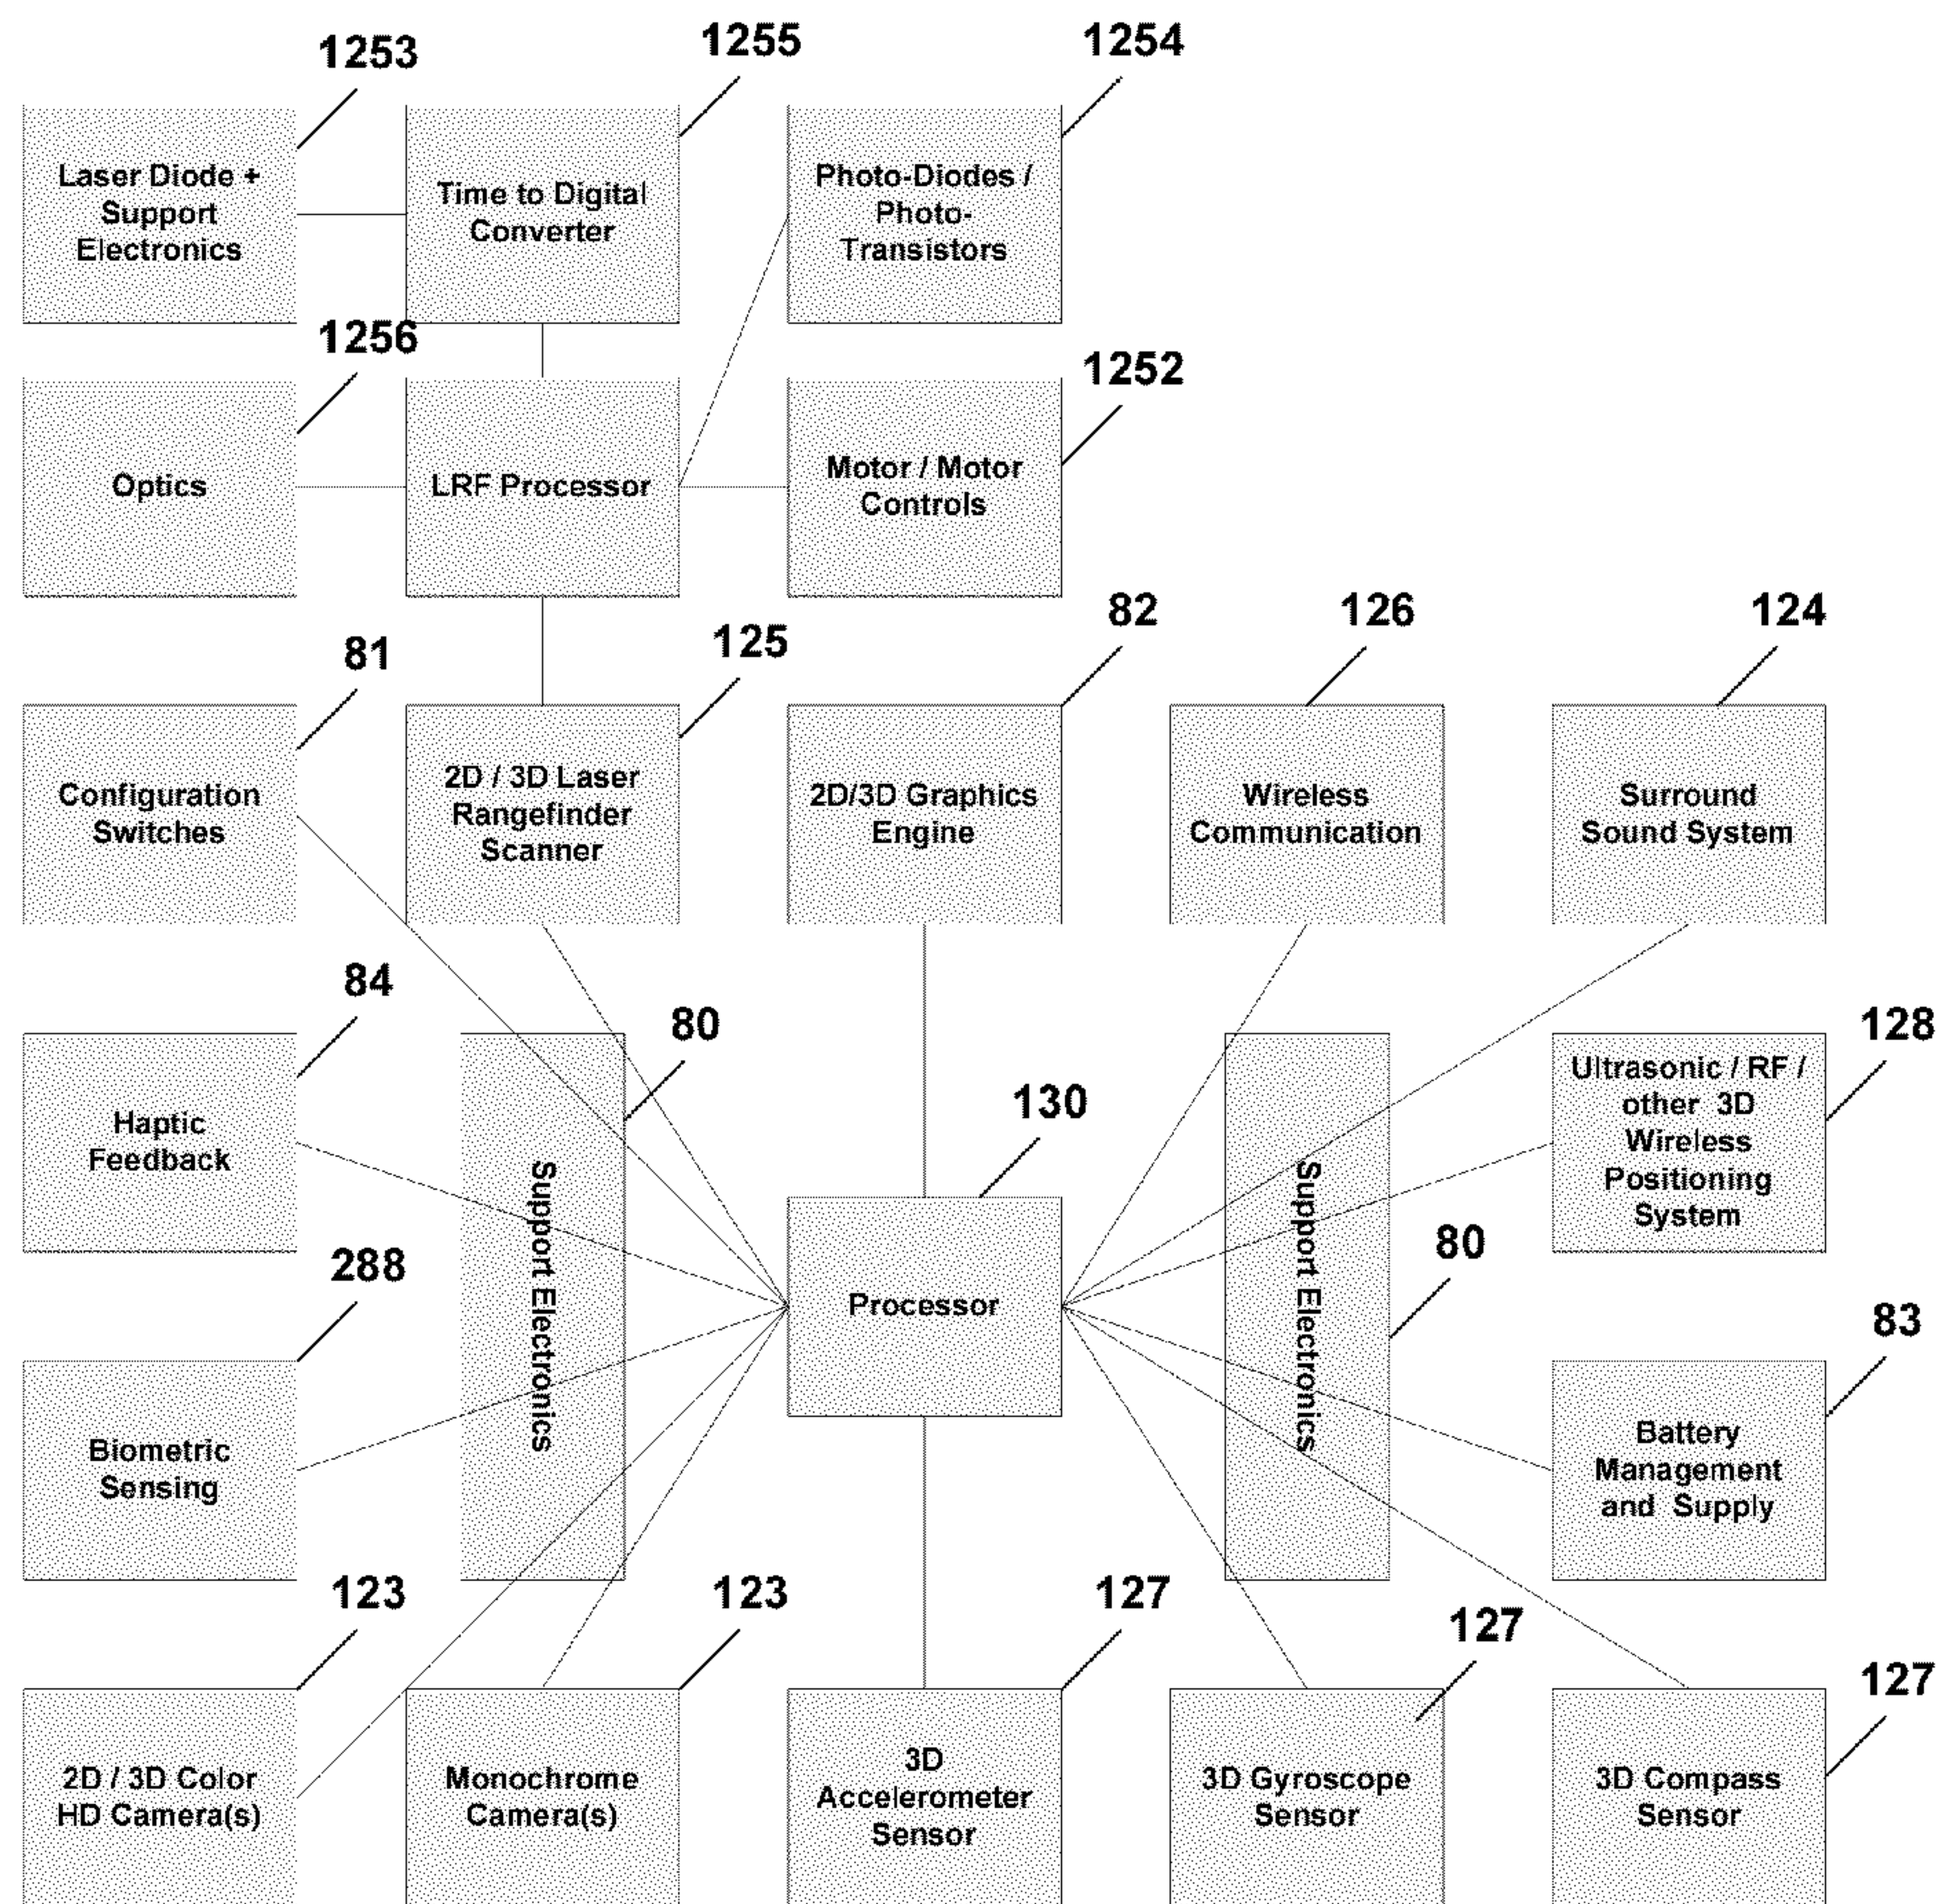 1253
1255
1254
Laser Diode +
Support
Electronics
Time to Digital
Converter
Photo-Diodes /
Photo-
Transistors
1256
1252
Optics
LRF Processor
Motor / Motor
Controls
81
125
82
126
124
Configuration
Switches
2D / 3D Laser
Rangefinder
Scanner
2D/3D Graphics
Engine
Wireless
Communication
Surround
Sound System
84
80
128
Haptic
Feedback
Support Electronics
130
Support Electronics
Ultrasonic / RF /
other 3D
Wireless
Positioning
System
288
80
83
Biometric
Sensing
Processor
Battery
Management
and Supply
123
123
127
127
127
2D / 3D Color
HD Camera(s)
Monochrome
Camera(s)
3D
Accelerometer
Sensor
3D Gyroscope
Sensor
3D Compass
Sensor